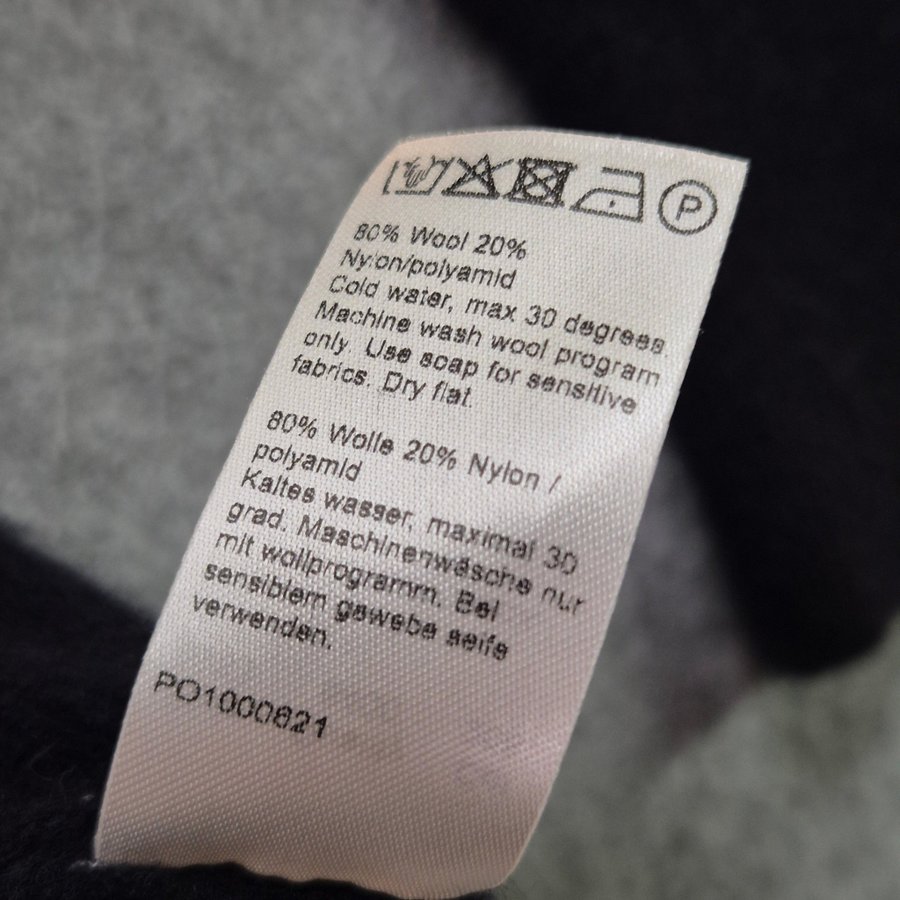 P
80% Wool 20%
Nylon/polyamid
Cold water, max 30 degrees.
Machine wash wool program
only. Use soap for sensitive
fabrics. Dry flat.
80% Wolle 20% Nylon /
polyamid
Kaltes wasser, maximal 30
grad. Maschinenwäsche nur
mit wollprogramm. Bei
sensiblem gewebe seife
verwenden.
PO1000621